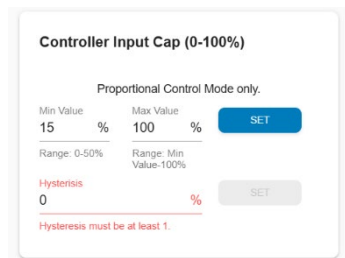 Controller Input Cap (0-100%)
Proportional Control Mode only.
Min Value Max Value
15 % 100 % SET
Range: 0-50% Range: Min
Value-100%
Hysterisis
0 % SET
Hysteresis must be at least 1.